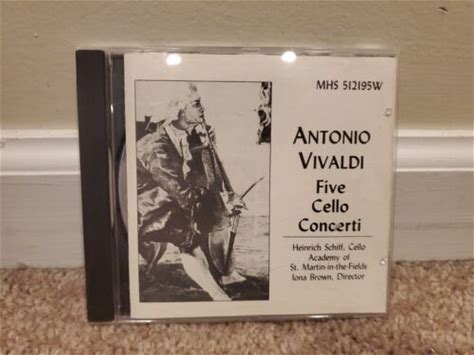 MHS 512195W
ANTONIO
VIVALDI
Five
Cello
Concerti
Heinrich Schiff, Cello
Academy of
St. Martin-in-the-Fields
Iona Brown, Director